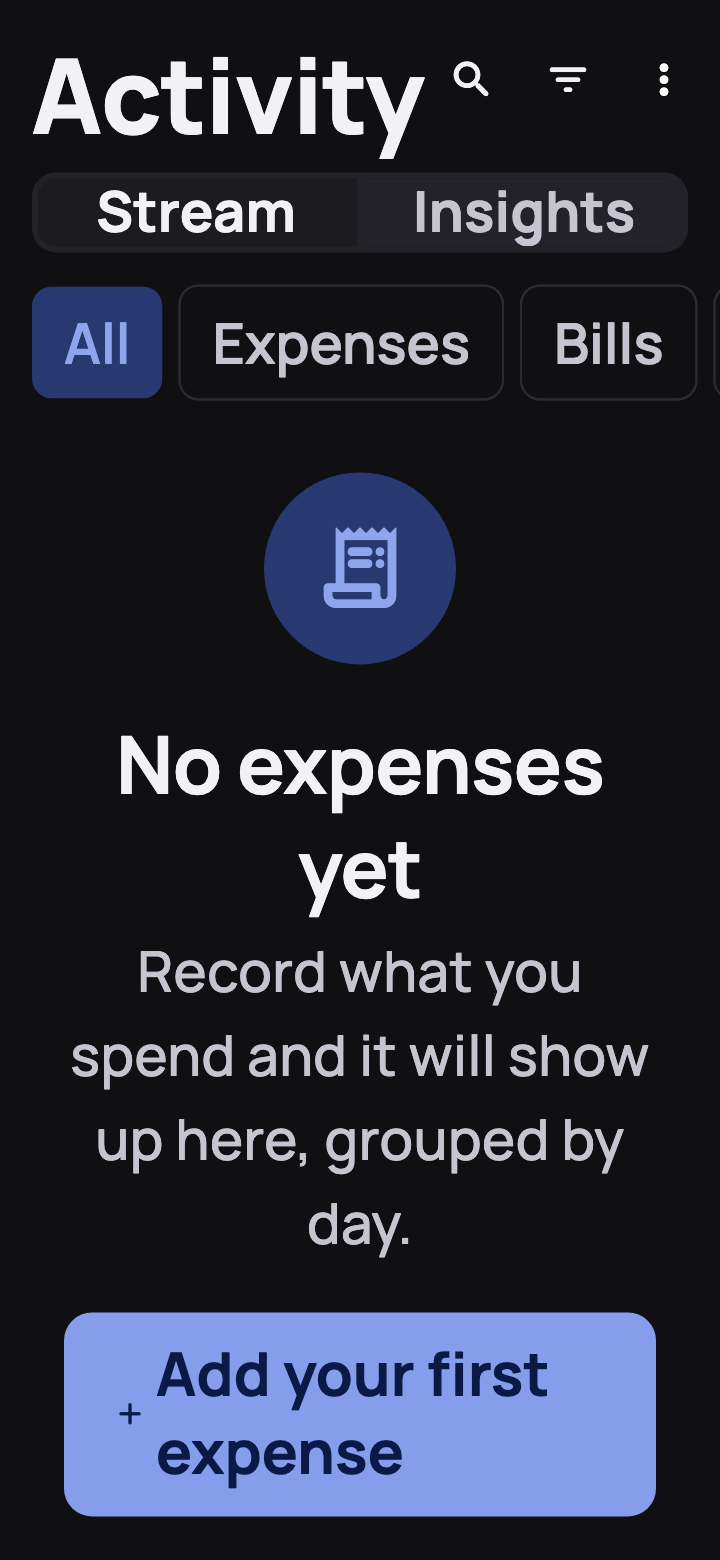 Activity
Stream Insights
All Expenses Bills
No expenses
yet
Record what you
spend and it will show
up here, grouped by
day.
+ Add your first
expense